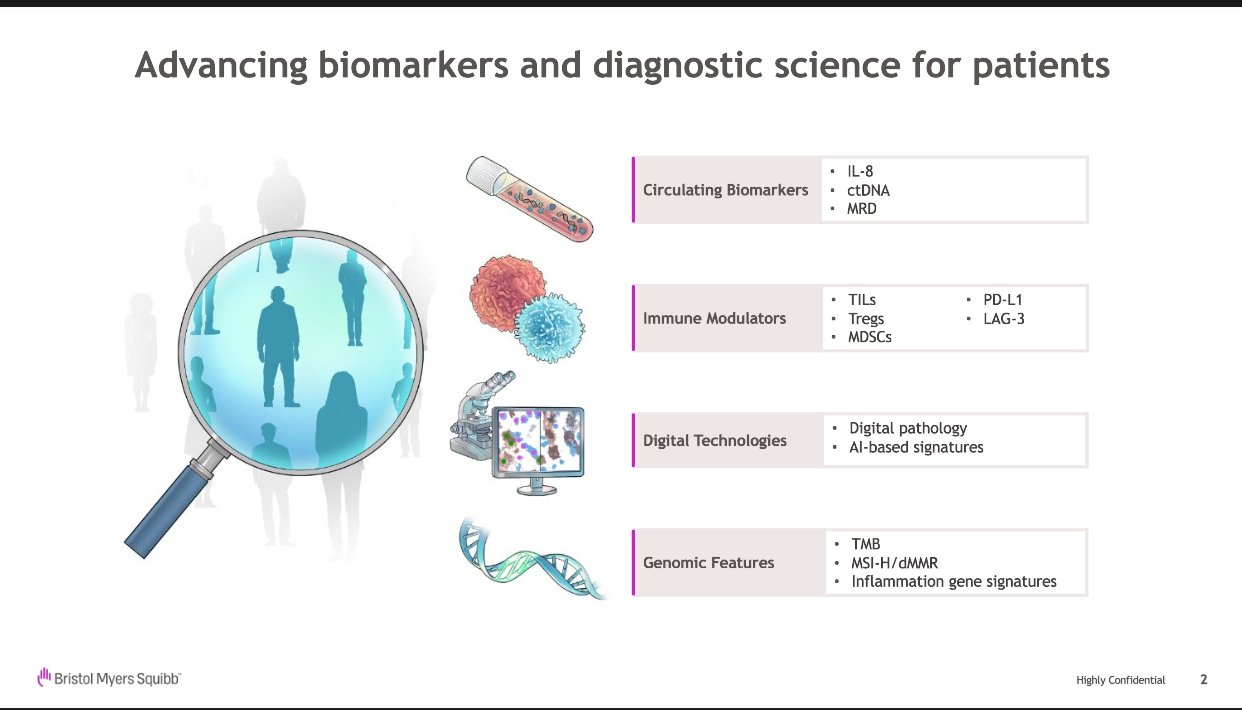 Advancing biomarkers and diagnostic science for patients
Circulating Biomarkers
• IL-8
• ctDNA
• MRD
Immune Modulators
• TILs
• Tregs
• MDSCs
• PD-L1
• LAG-3
Digital Technologies
• Digital pathology
• AI-based signatures
Genomic Features
• TMB
• MSI-H/dMMR
• Inflammation gene signatures
Bristol Myers Squibb™
Highly Confidential 2